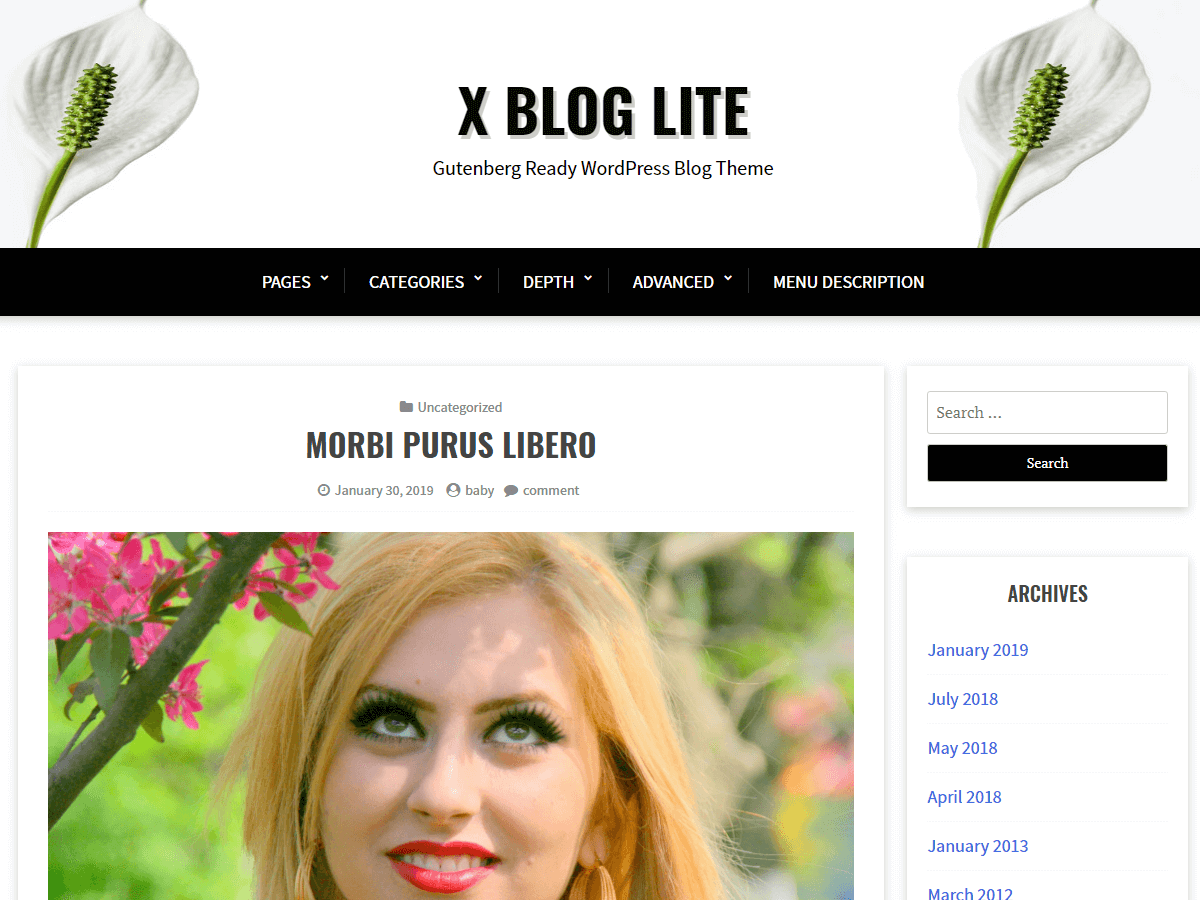 X BLOG LITE
Gutenberg Ready WordPress Blog Theme
PAGES CATEGORIES DEPTH ADVANCED MENU DESCRIPTION
Uncategorized
MORBI PURUS LIBERO
January 30, 2019 baby comment
Search …
Search
ARCHIVES
January 2019
July 2018
May 2018
April 2018
January 2013
March 2012